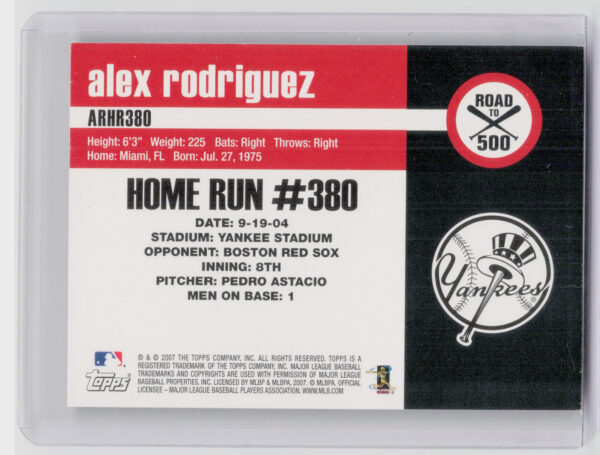 alex rodriguez
ARHR380
Height: 6'3" Weight: 225 Bats: Right Throws: Right
Home: Miami, FL Born: Jul. 27, 1975
ROAD
TO
500
HOME RUN #380
DATE: 9-19-04
STADIUM: YANKEE STADIUM
OPPONENT: BOSTON RED SOX
INNING: 8TH
PITCHER: PEDRO ASTACIO
MEN ON BASE: 1
Yankees
®
Topps
® & © 2007 THE TOPPS COMPANY, INC. ALL RIGHTS RESERVED. TOPPS IS A
REGISTERED TRADEMARK OF THE TOPPS COMPANY, INC. MAJOR LEAGUE BASEBALL
TRADEMARKS AND COPYRIGHTS ARE USED WITH PERMISSION OF MAJOR LEAGUE
BASEBALL PROPERTIES, INC. LICENSED BY MLBP & MLBPA, 2007. © MLBPA. OFFICIAL
LICENSEE – MAJOR LEAGUE BASEBALL PLAYERS ASSOCIATION. WWW.MLB.COM